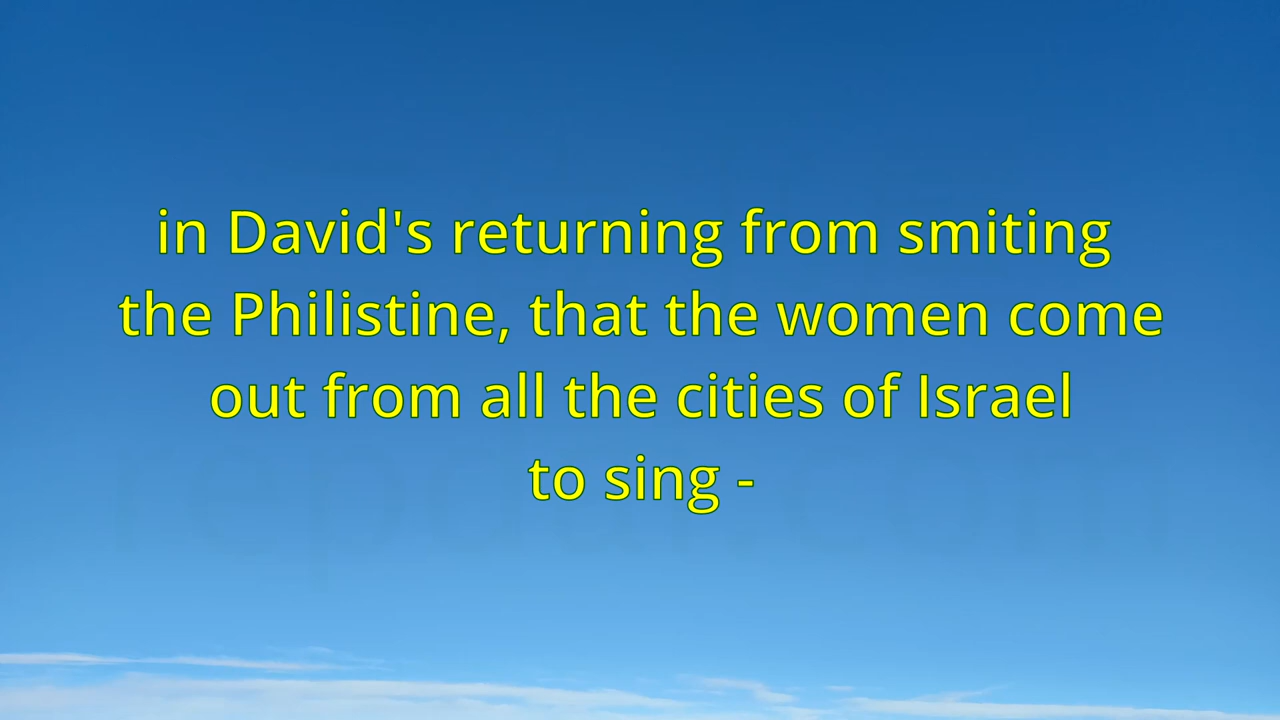 in David's returning from smiting
the Philistine, that the women come
out from all the cities of Israel
to sing -